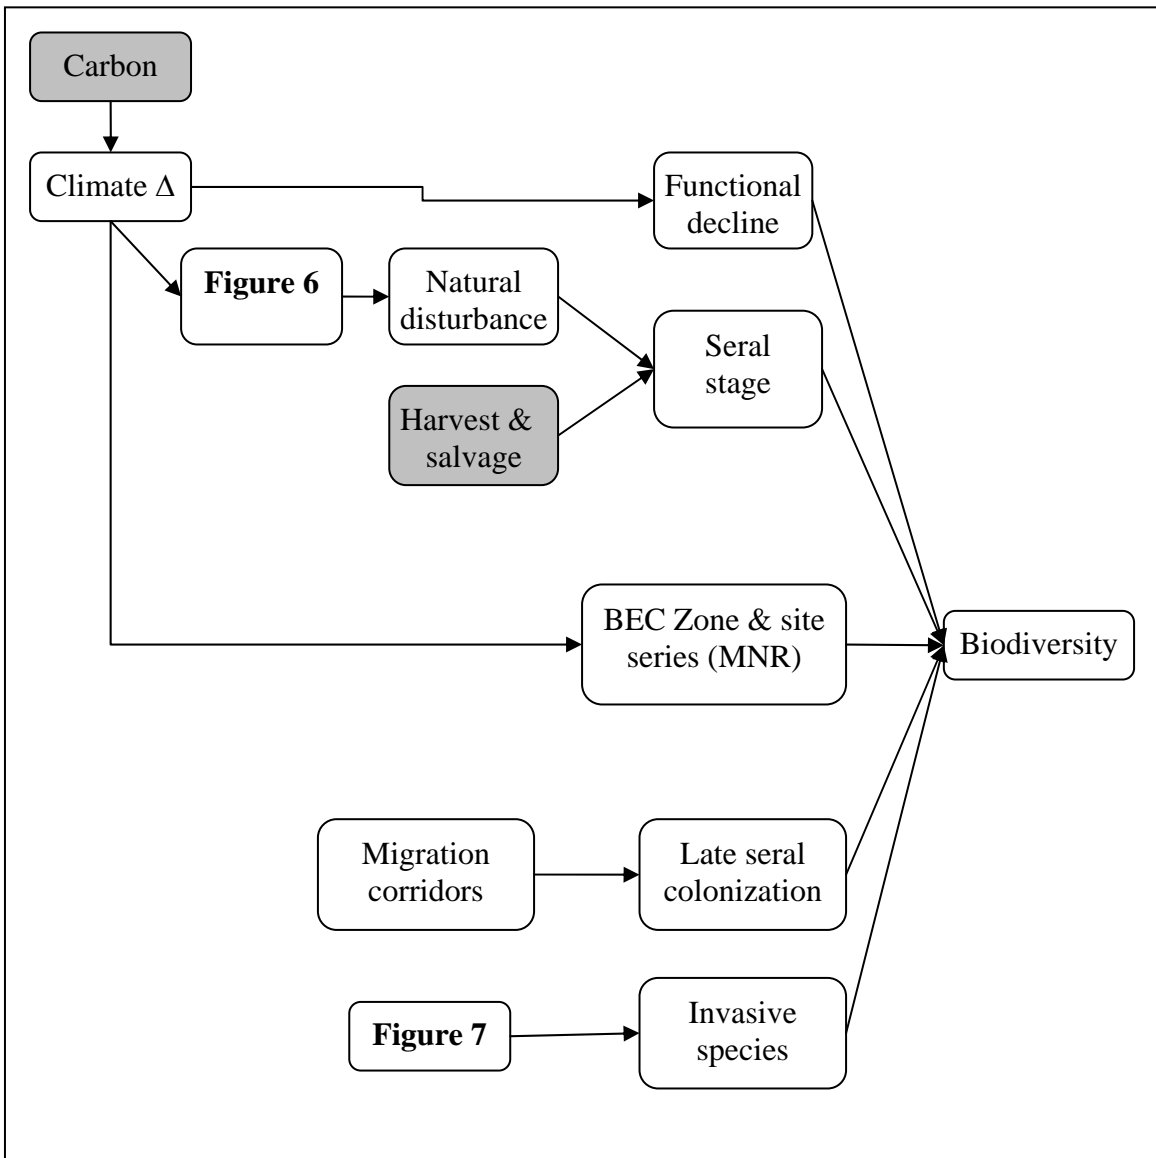 Carbon
Climate Δ
Functional
decline
Figure 6
Natural
disturbance
Seral
stage
Harvest &
salvage
BEC Zone & site
series (MNR)
Biodiversity
Migration
corridors
Late seral
colonization
Figure 7
Invasive
species